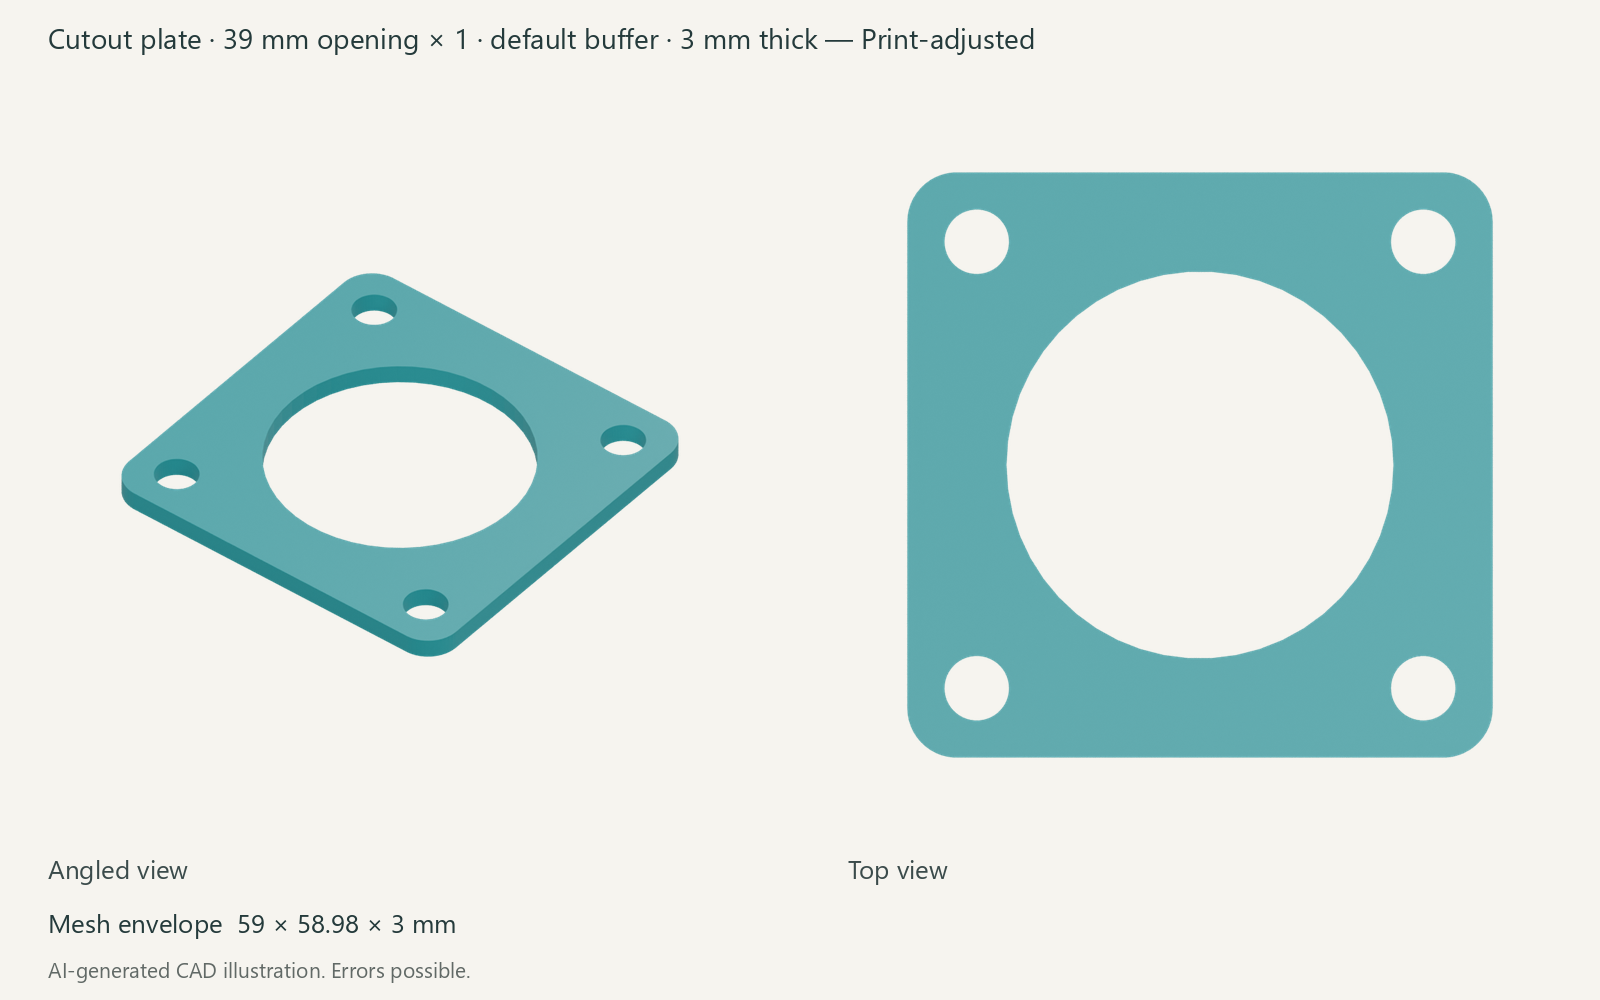 Cutout plate · 39 mm opening × 1 · default buffer · 3 mm thick — Print-adjusted
Angled view
Top view
Mesh envelope 59 × 58.98 × 3 mm
AI-generated CAD illustration. Errors possible.